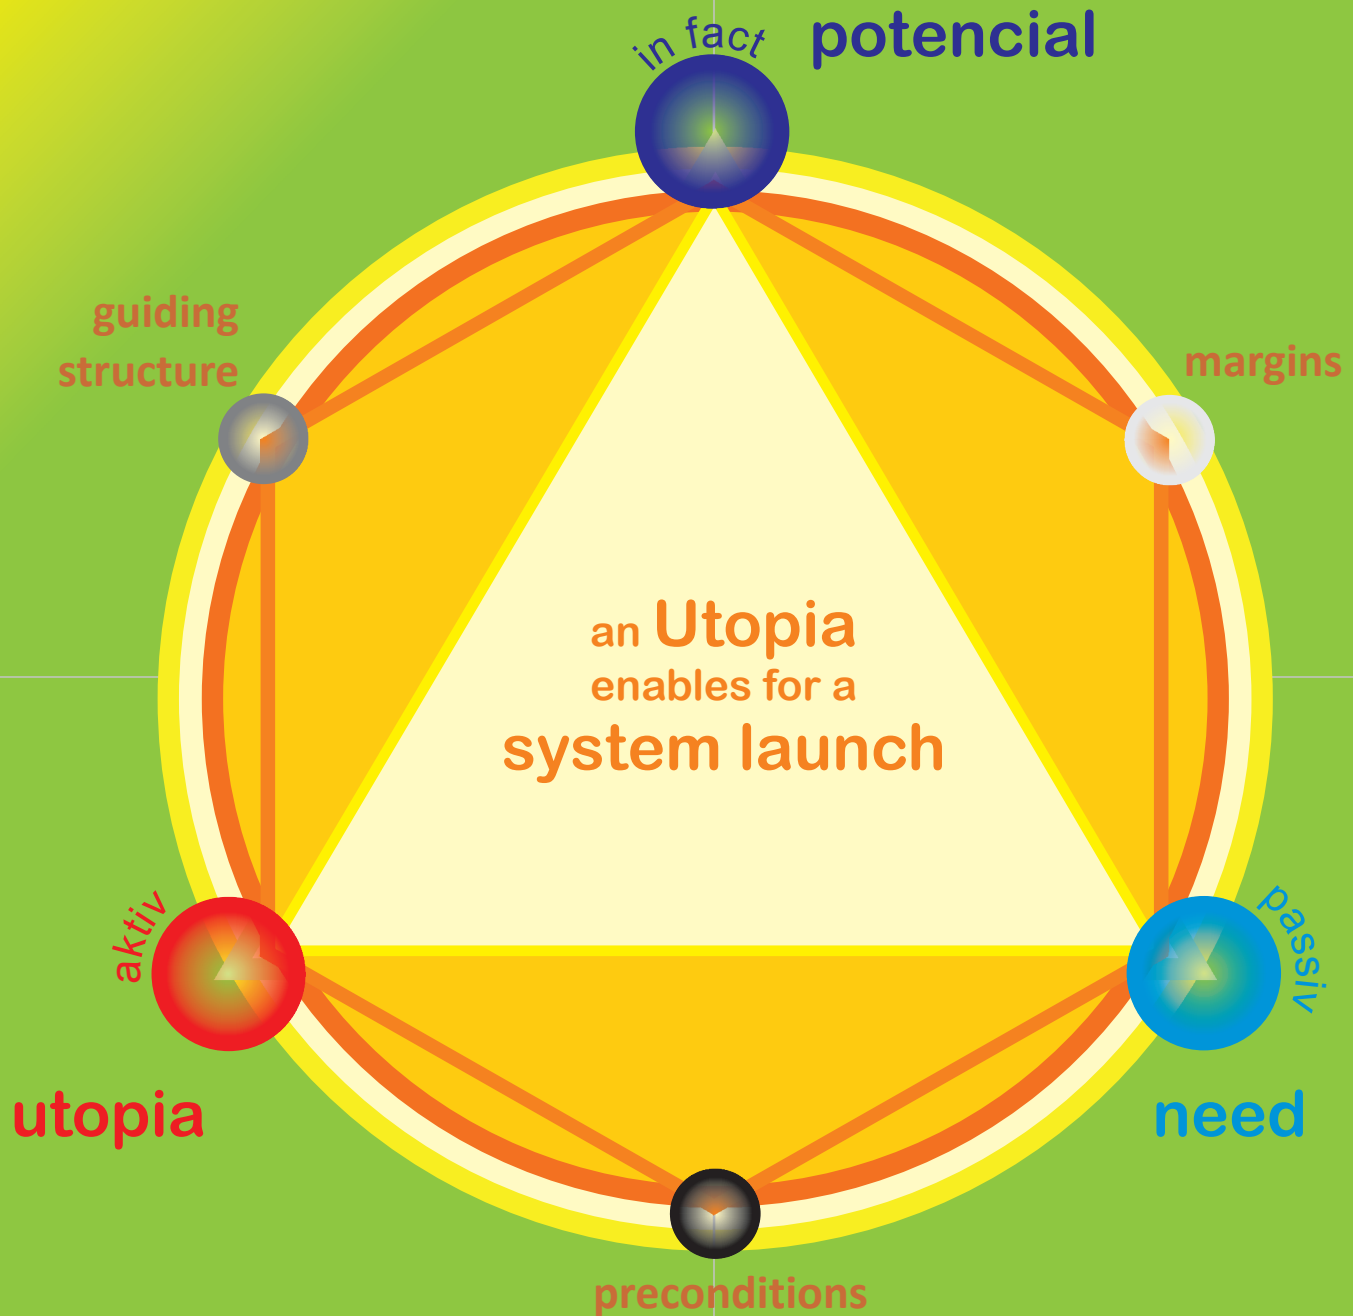 in fact
potencial
guiding
structure
margins
an Utopia
enables for a
system launch
aktiv
passiv
utopia
need
preconditions